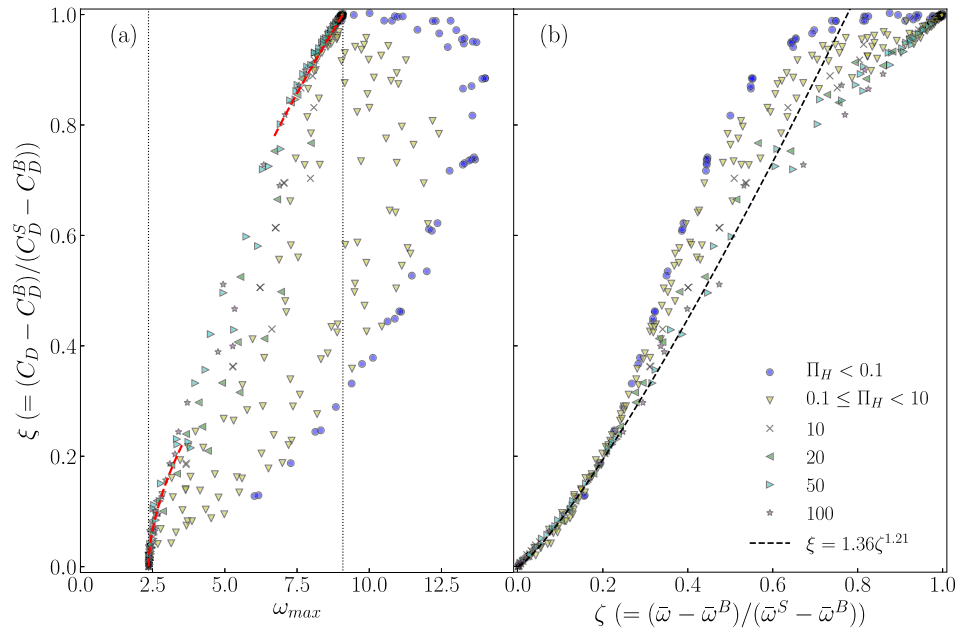 (a)
(b)
1.0
0.8
0.6
0.4
0.2
0.0
ξ (= (C_D − C_D^B)/(C_D^S − C_D^B))
0.0 2.5 5.0 7.5 10.0 12.5
ω_{max}
Π_H < 0.1
0.1 ≤ Π_H < 10
10
20
50
100
ξ = 1.36ζ^{1.21}
0.0 0.2 0.4 0.6 0.8 1.0
ζ (= (ω̄ − ω̄^B)/(ω̄^S − ω̄^B))